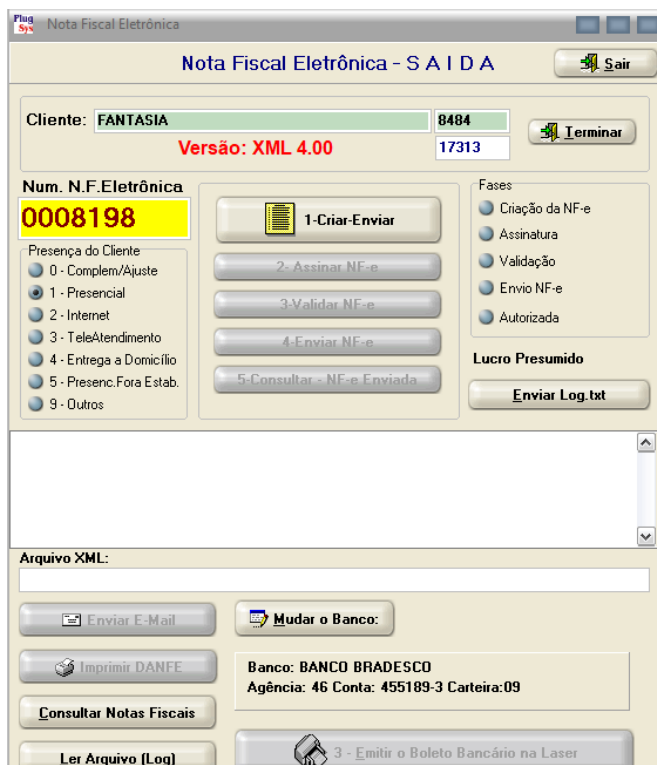 Plug
Sys
Nota Fiscal Eletrônica
Nota Fiscal Eletrônica - S A I D A
Sair
Cliente: FANTASIA 8484
Versão: XML 4.00 17313
Terminar
Num. N.F.Eletrônica
0008198
Presença do Cliente
0 - Complem/Ajuste
1 - Presencial
2 - Internet
3 - TeleAtendimento
4 - Entrega a Domicílio
5 - Presenc.Fora Estab.
9 - Outros
1-Criar-Enviar
2- Assinar NF-e
3-Validar NF-e
4-Enviar NF-e
5-Consultar - NF-e Enviada
Fases
Criação da NF-e
Assinatura
Validação
Envio NF-e
Autorizada
Lucro Presumido
Enviar Log.txt
Arquivo XML:
Enviar E-Mail
Mudar o Banco:
Imprimir DANFE
Banco: BANCO BRADESCO
Agência: 46 Conta: 455189-3 Carteira:09
Consultar Notas Fiscais
Ler Arquivo (Log)
3 - Emitir o Boleto Bancário na Laser